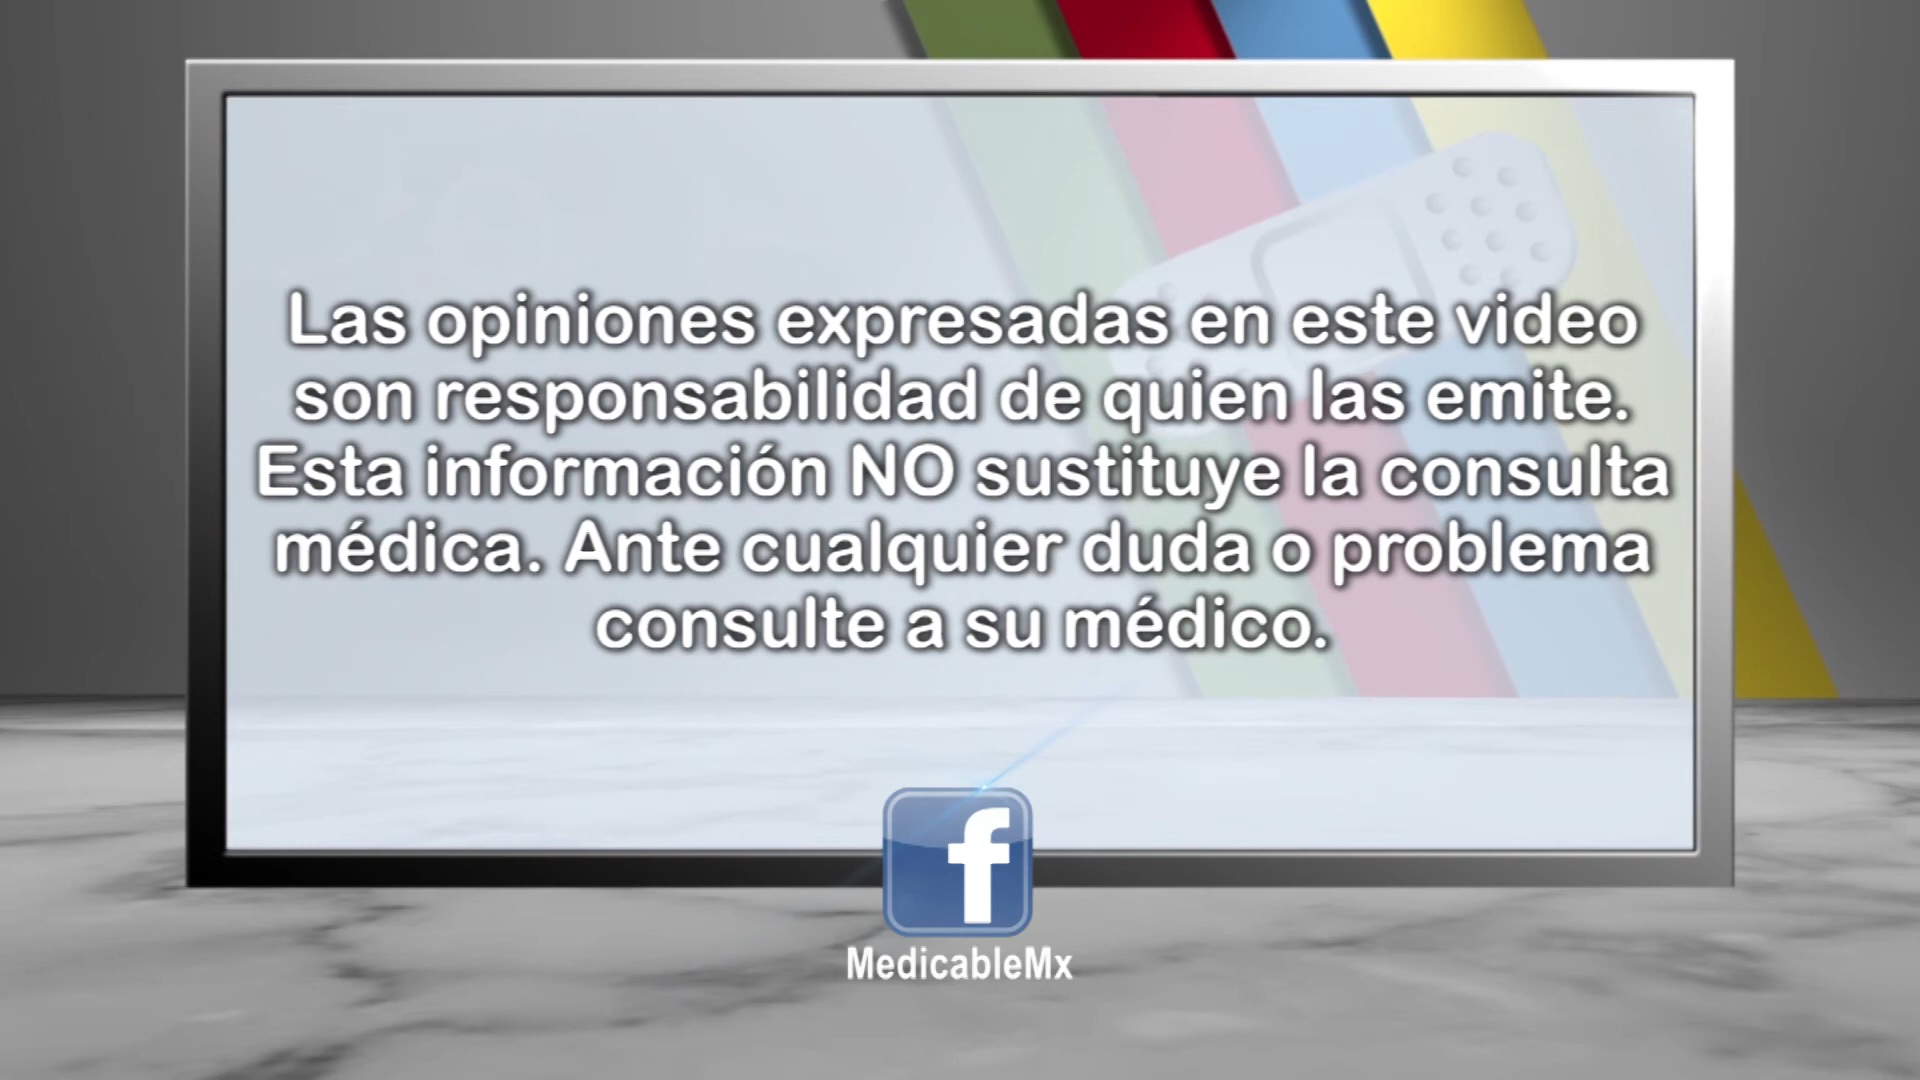 Las opiniones expresadas en este video
son responsabilidad de quien las emite.
Esta información NO sustituye la consulta
médica. Ante cualquier duda o problema
consulte a su médico.
f
MedicableMx